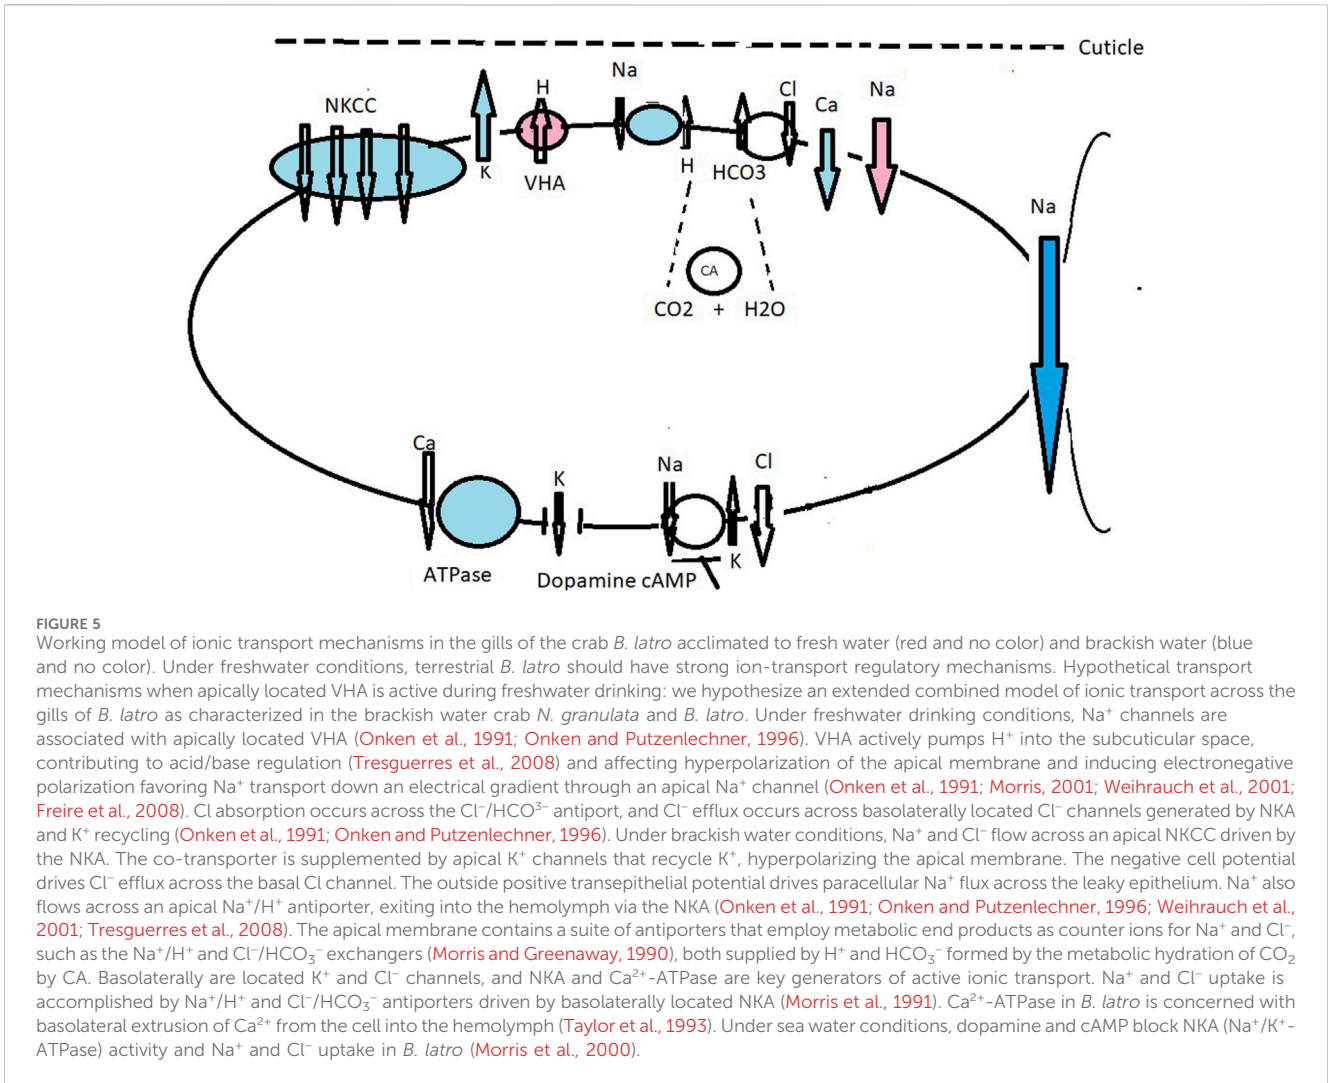 Cuticle
NKCC
K
H
VHA
Na
H
HCO3
Cl
Ca
Na
Na
CA
CO2 + H2O
Ca
ATPase
K
Dopamine cAMP
Na
K
Cl
FIGURE 5
Working model of ionic transport mechanisms in the gills of the crab B. latro acclimated to fresh water (red and no color) and brackish water (blue
and no color). Under freshwater conditions, terrestrial B. latro should have strong ion-transport regulatory mechanisms. Hypothetical transport
mechanisms when apically located VHA is active during freshwater drinking: we hypothesize an extended combined model of ionic transport across the
gills of B. latro as characterized in the brackish water crab N. granulata and B. latro. Under freshwater drinking conditions, Na⁺ channels are
associated with apically located VHA (Onken et al., 1991; Onken and Putzenlechner, 1996). VHA actively pumps H⁺ into the subcuticular space,
contributing to acid/base regulation (Tresguerres et al., 2008) and affecting hyperpolarization of the apical membrane and inducing electronegative
polarization favoring Na⁺ transport down an electrical gradient through an apical Na⁺ channel (Onken et al., 1991; Morris, 2001; Weihrauch et al., 2001;
Freire et al., 2008). Cl absorption occurs across the Cl⁻/HCO³⁻ antiport, and Cl⁻ efflux occurs across basolaterally located Cl⁻ channels generated by NKA
and K⁺ recycling (Onken et al., 1991; Onken and Putzenlechner, 1996). Under brackish water conditions, Na⁺ and Cl⁻ flow across an apical NKCC driven by
the NKA. The co-transporter is supplemented by apical K⁺ channels that recycle K⁺, hyperpolarizing the apical membrane. The negative cell potential
drives Cl⁻ efflux across the basal Cl channel. The outside positive transepithelial potential drives paracellular Na⁺ flux across the leaky epithelium. Na⁺ also
flows across an apical Na⁺/H⁺ antiporter, exiting into the hemolymph via the NKA (Onken et al., 1991; Onken and Putzenlechner, 1996; Weihrauch et al.,
2001; Tresguerres et al., 2008). The apical membrane contains a suite of antiporters that employ metabolic end products as counter ions for Na⁺ and Cl⁻,
such as the Na⁺/H⁺ and Cl⁻/HCO₃⁻ exchangers (Morris and Greenaway, 1990), both supplied by H⁺ and HCO₃⁻ formed by the metabolic hydration of CO₂
by CA. Basolaterally are located K⁺ and Cl⁻ channels, and NKA and Ca²⁺-ATPase are key generators of active ionic transport. Na⁺ and Cl⁻ uptake is
accomplished by Na⁺/H⁺ and Cl⁻/HCO₃⁻ antiporters driven by basolaterally located NKA (Morris et al., 1991). Ca²⁺-ATPase in B. latro is concerned with
basolateral extrusion of Ca²⁺ from the cell into the hemolymph (Taylor et al., 1993). Under sea water conditions, dopamine and cAMP block NKA (Na⁺/K⁺-
ATPase) activity and Na⁺ and Cl⁻ uptake in B. latro (Morris et al., 2000).